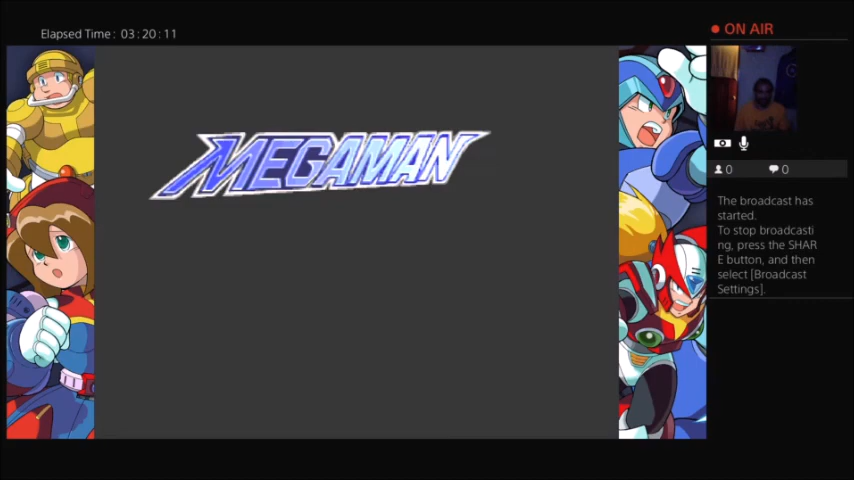 Elapsed Time : 03:20:11
ON AIR
MEGAMAN
0 0
The broadcast has
started.
To stop broadcasti
ng, press the SHAR
E button, and then
select [Broadcast
Settings].